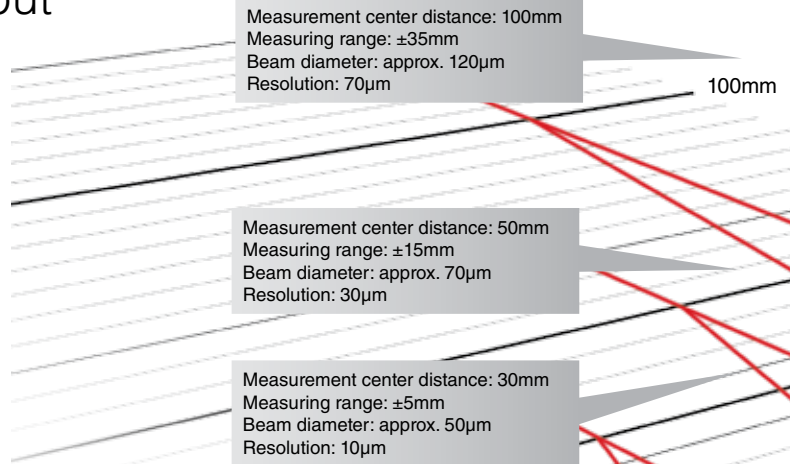 out
Measurement center distance: 100mm
Measuring range: ±35mm
Beam diameter: approx. 120μm
Resolution: 70μm
100mm
Measurement center distance: 50mm
Measuring range: ±15mm
Beam diameter: approx. 70μm
Resolution: 30μm
Measurement center distance: 30mm
Measuring range: ±5mm
Beam diameter: approx. 50μm
Resolution: 10μm